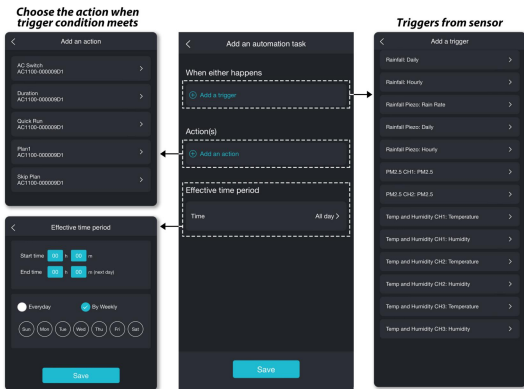 Choose the action when
trigger condition meets
Add an action
AC Switch
AC1100-000009D1
Duration
AC1100-000009D1
Quick Run
AC1100-000009D1
Plan1
AC1100-000009D1
Skip Plan
AC1100-000009D1
Effective time period
Start time 00 h 00 m
End time 00 h 00 m (next day)
Everyday By Weekly
Sun Mon Tue Wed Thu Fri Sat
Save
Add an automation task
When either happens
Add a trigger
Action(s)
Add an action
Effective time period
Time All day >
Save
Triggers from sensor
Add a trigger
Rainfall: Daily
Rainfall: Hourly
Rainfall Piezo: Rain Rate
Rainfall Piezo: Daily
Rainfall Piezo: Hourly
PM2.5 CH1: PM2.5
PM2.5 CH2: PM2.5
Temp and Humidity CH1: Temperature
Temp and Humidity CH1: Humidity
Temp and Humidity CH2: Temperature
Temp and Humidity CH2: Humidity
Temp and Humidity CH3: Temperature
Temp and Humidity CH3: Humidity